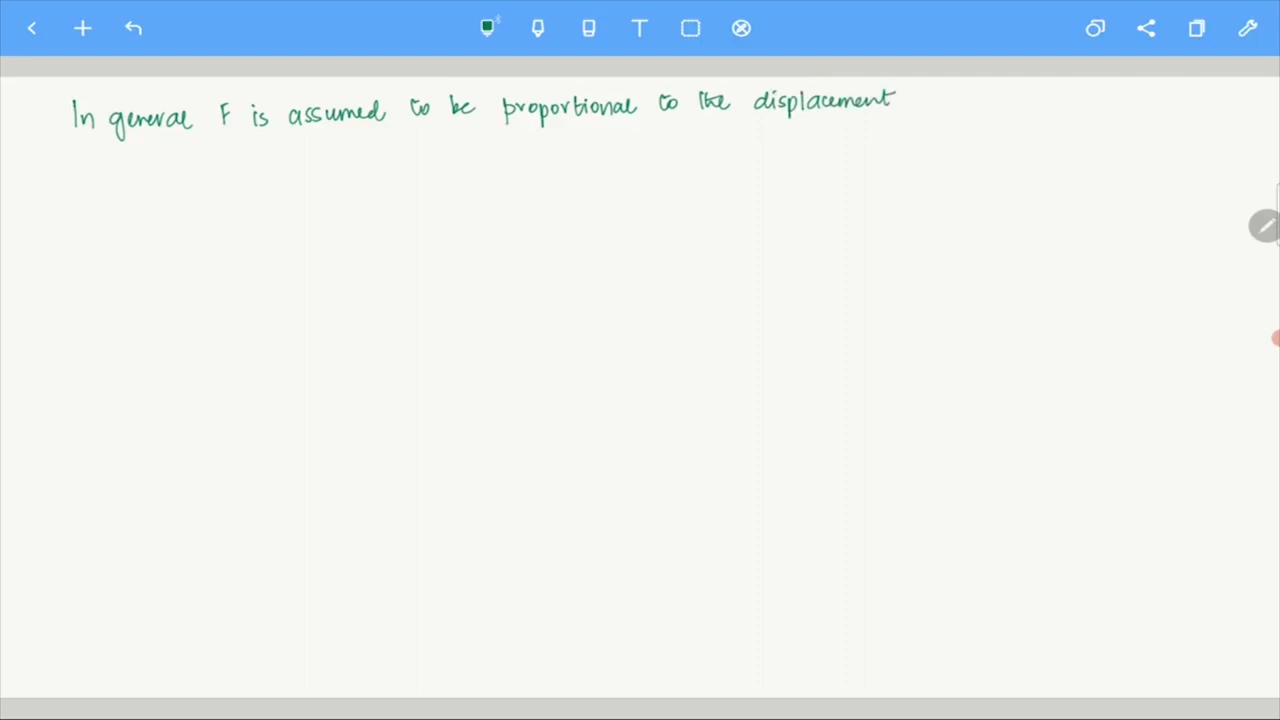 In general F is assumed to be proportional to the displacement